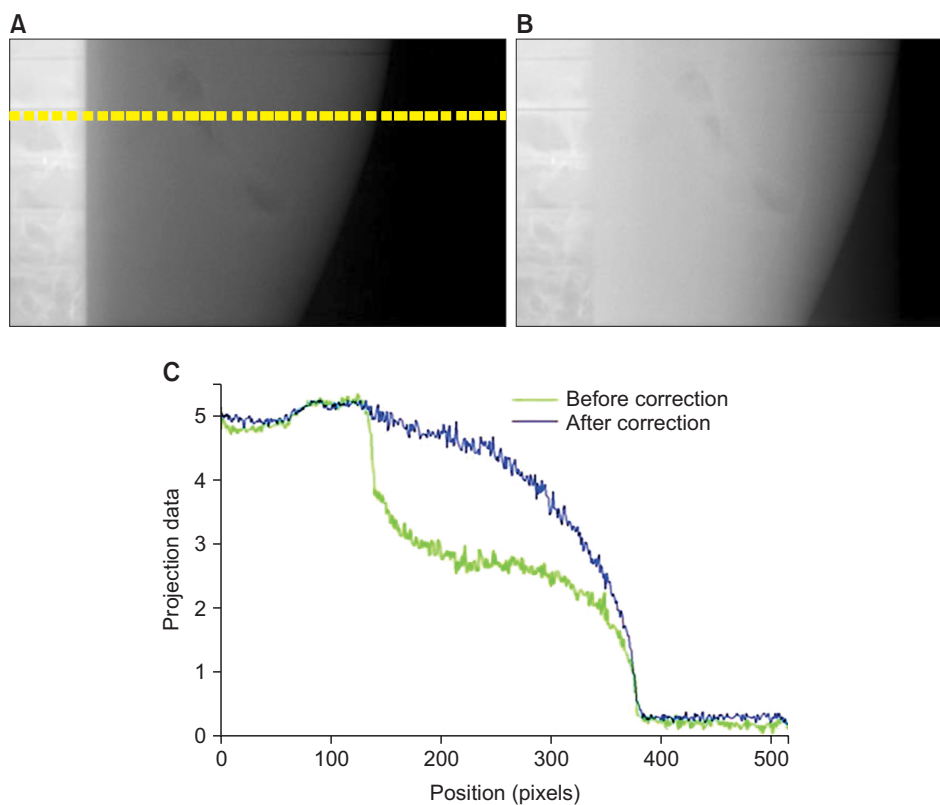 A
B
C
Before correction
After correction
Projection data
5
4
3
2
1
0
0 100 200 300 400 500
Position (pixels)